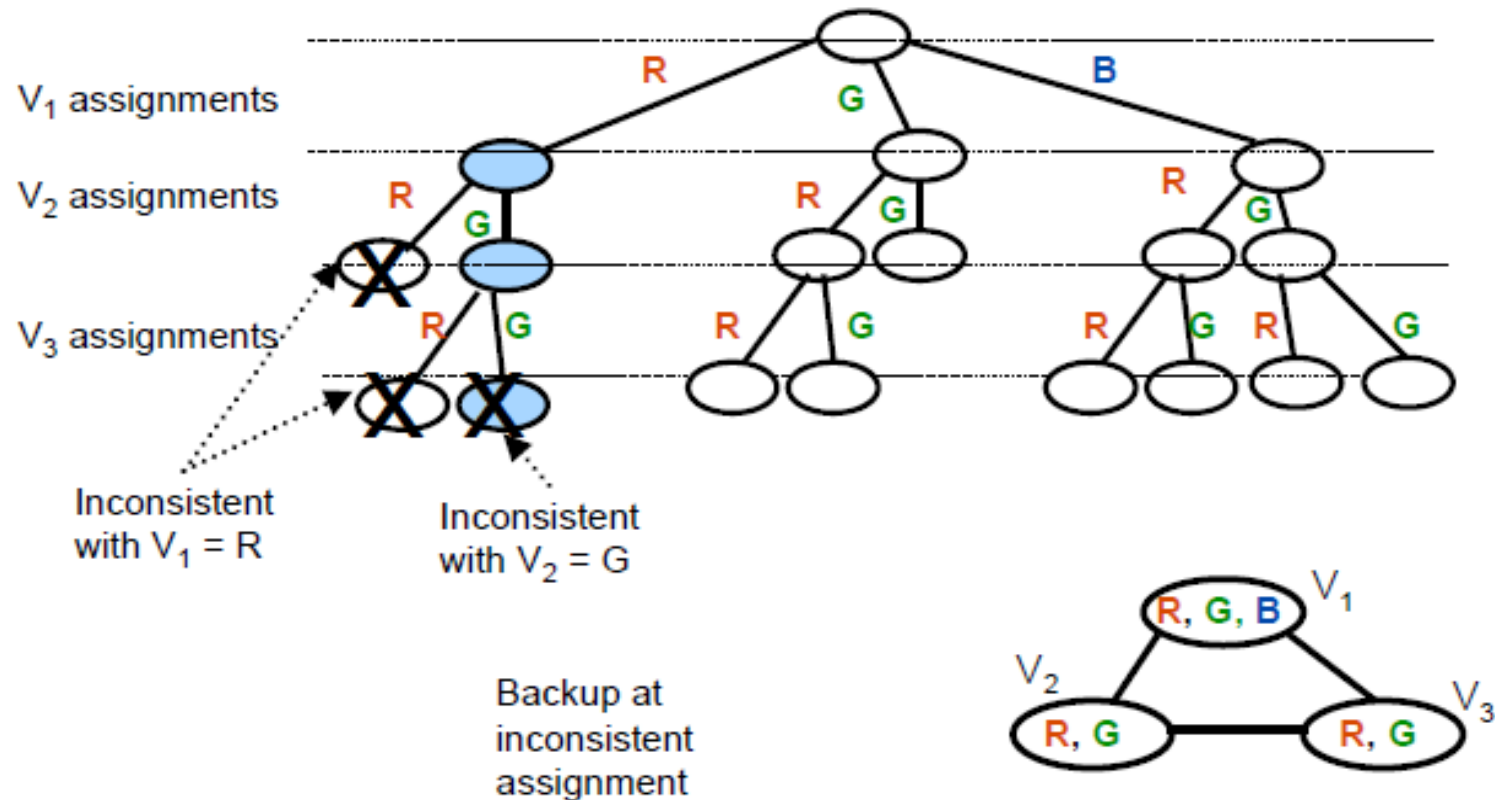 R
G
B
V1 assignments
V2 assignments
R
G
R
G
R
G
X
V3 assignments
R
G
R
G
R
G
R
G
X
X
Inconsistent
with V1 = R
Inconsistent
with V2 = G
R, G, B
V1
V2
V3
R, G
R, G
Backup at
inconsistent
assignment